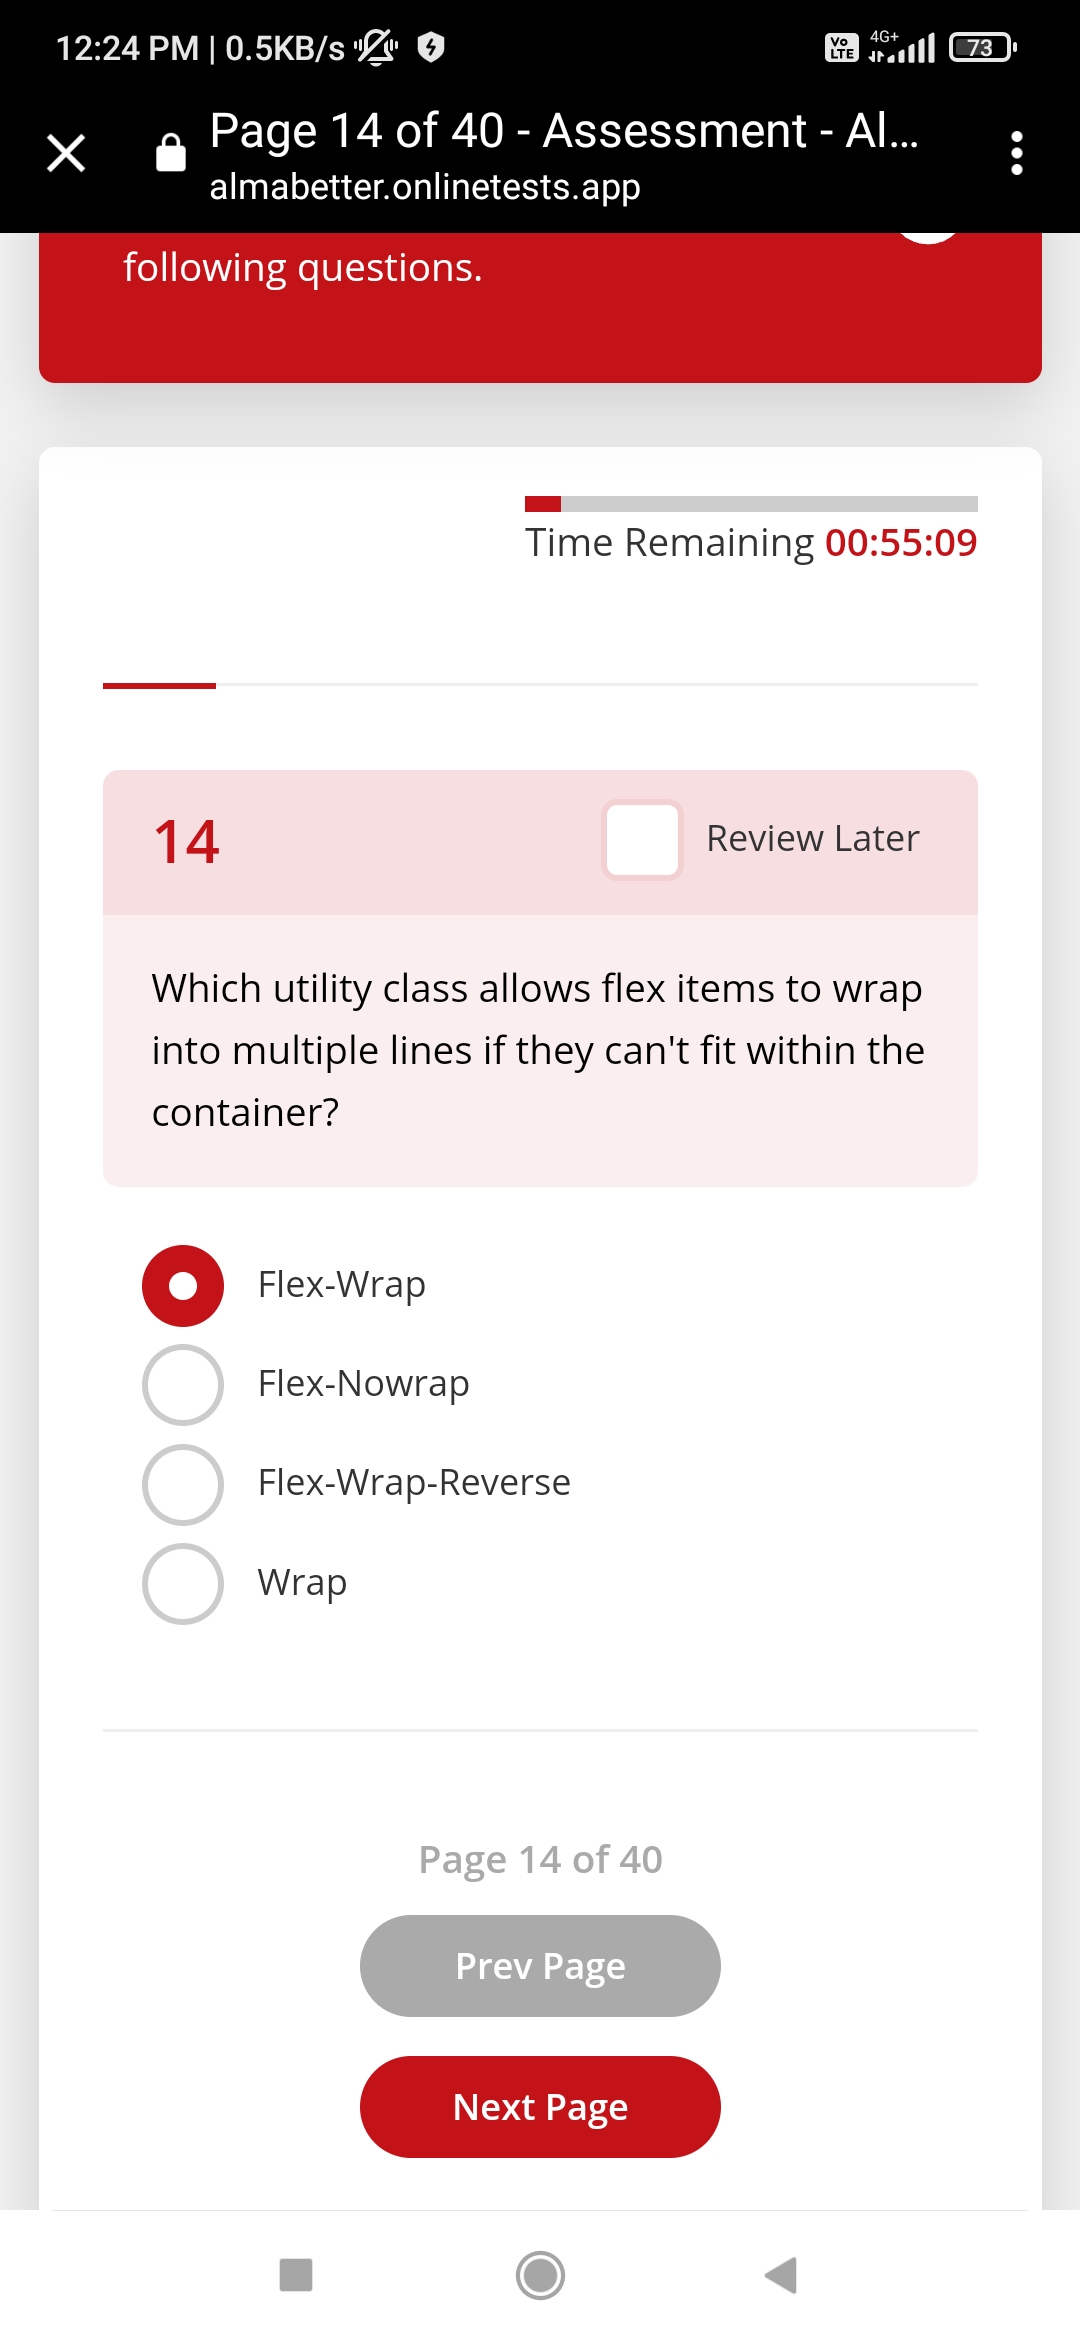 12:24 PM | 0.5KB/s
Vo LTE 4G+ 73
Page 14 of 40 - Assessment - Al...
almabetter.onlinetests.app
following questions.
Time Remaining 00:55:09
14 Review Later
Which utility class allows flex items to wrap
into multiple lines if they can't fit within the
container?
Flex-Wrap
Flex-Nowrap
Flex-Wrap-Reverse
Wrap
Page 14 of 40
Prev Page
Next Page